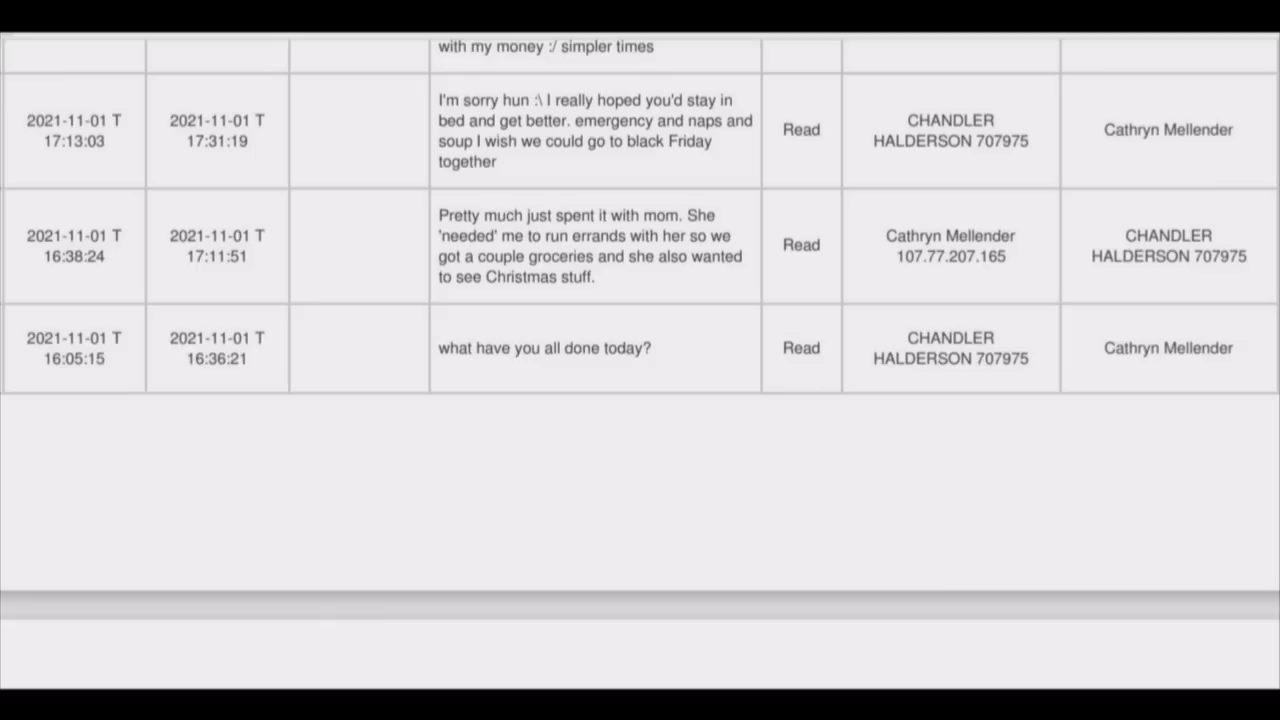 with my money :/ simpler times
2021-11-01 T
17:13:03
2021-11-01 T
17:31:19
I'm sorry hun :\ I really hoped you'd stay in
bed and get better. emergency and naps and
soup I wish we could go to black Friday
together
Read
CHANDLER
HALDERSON 707975
Cathryn Mellender
2021-11-01 T
16:38:24
2021-11-01 T
17:11:51
Pretty much just spent it with mom. She
'needed' me to run errands with her so we
got a couple groceries and she also wanted
to see Christmas stuff.
Read
Cathryn Mellender
107.77.207.165
CHANDLER
HALDERSON 707975
2021-11-01 T
16:05:15
2021-11-01 T
16:36:21
what have you all done today?
Read
CHANDLER
HALDERSON 707975
Cathryn Mellender